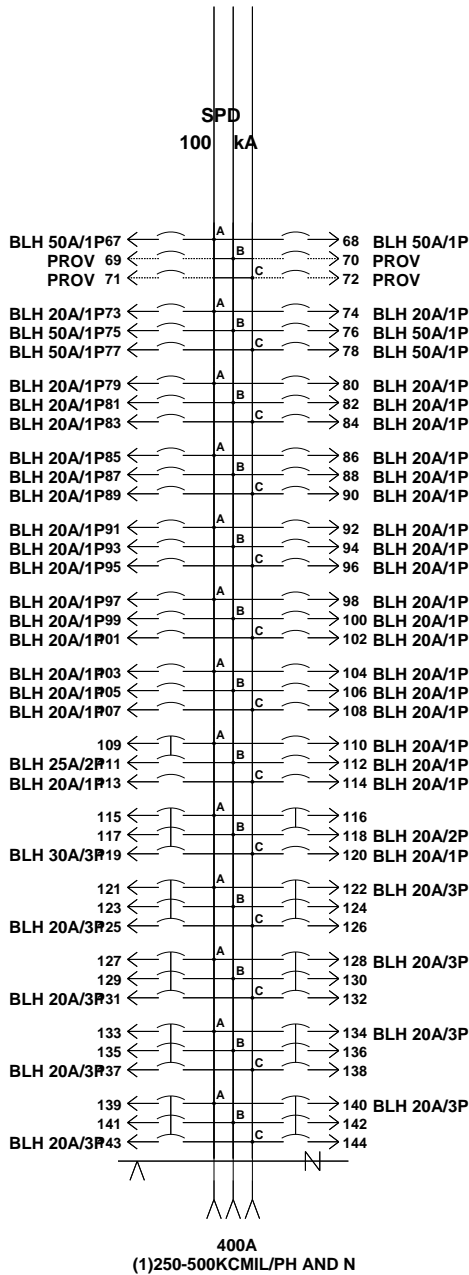 SPD
100 kA
BLH 50A/1P 67 A 68 BLH 50A/1P
PROV 69 B 70 PROV
PROV 71 C 72 PROV
BLH 20A/1P 73 A 74 BLH 20A/1P
BLH 50A/1P 75 B 76 BLH 50A/1P
BLH 50A/1P 77 C 78 BLH 50A/1P
BLH 20A/1P 79 A 80 BLH 20A/1P
BLH 20A/1P 81 B 82 BLH 20A/1P
BLH 20A/1P 83 C 84 BLH 20A/1P
BLH 20A/1P 85 A 86 BLH 20A/1P
BLH 20A/1P 87 B 88 BLH 20A/1P
BLH 20A/1P 89 C 90 BLH 20A/1P
BLH 20A/1P 91 A 92 BLH 20A/1P
BLH 20A/1P 93 B 94 BLH 20A/1P
BLH 20A/1P 95 C 96 BLH 20A/1P
BLH 20A/1P 97 A 98 BLH 20A/1P
BLH 20A/1P 99 B 100 BLH 20A/1P
BLH 20A/1P 101 C 102 BLH 20A/1P
BLH 20A/1P 103 A 104 BLH 20A/1P
BLH 20A/1P 105 B 106 BLH 20A/1P
BLH 20A/1P 107 C 108 BLH 20A/1P
109 A 110 BLH 20A/1P
BLH 25A/2P 111 B 112 BLH 20A/1P
BLH 20A/1P 113 C 114 BLH 20A/1P
115 A 116
117 B 118 BLH 20A/2P
BLH 30A/3P 119 C 120 BLH 20A/1P
121 A 122 BLH 20A/3P
123 B 124
BLH 20A/3P 125 C 126
127 A 128 BLH 20A/3P
129 B 130
BLH 20A/3P 131 C 132
133 A 134 BLH 20A/3P
135 B 136
BLH 20A/3P 137 C 138
139 A 140 BLH 20A/3P
141 B 142
BLH 20A/3P 143 C 144
N
400A
(1)250-500KCMIL/PH AND N